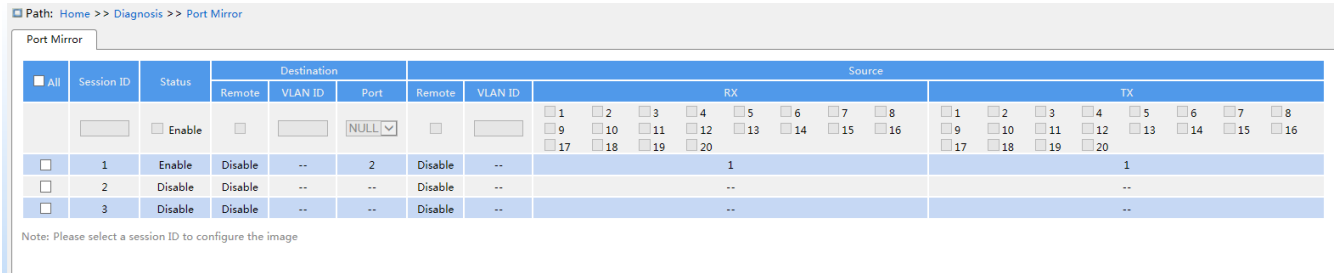 Path: Home >> Diagnosis >> Port Mirror
Port Mirror
All Session ID Status Destination Source
Remote VLAN ID Port Remote VLAN ID RX TX
1 2 3 4 5 6 7 8 1 2 3 4 5 6 7 8
Enable NULL 9 10 11 12 13 14 15 16 9 10 11 12 13 14 15 16
17 18 19 20 17 18 19 20
1 Enable Disable -- 2 Disable -- 1 1
2 Disable Disable -- -- Disable -- -- --
3 Disable Disable -- -- Disable -- -- --
Note: Please select a session ID to configure the image